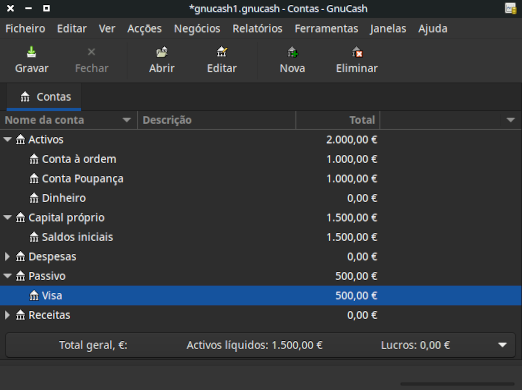 *gnucash1.gnucash - Contas - GnuCash
Ficheiro Editar Ver Acções Negócios Relatórios Ferramentas Janelas Ajuda
Gravar Fechar Abrir Editar Nova Eliminar
Contas
Nome da conta Descrição Total
Activos 2.000,00 €
Conta à ordem 1.000,00 €
Conta Poupança 1.000,00 €
Dinheiro 0,00 €
Capital próprio 1.500,00 €
Saldos iniciais 1.500,00 €
Despesas 0,00 €
Passivo 500,00 €
Visa 500,00 €
Receitas 0,00 €
Total geral, €: Activos líquidos: 1.500,00 € Lucros: 0,00 €